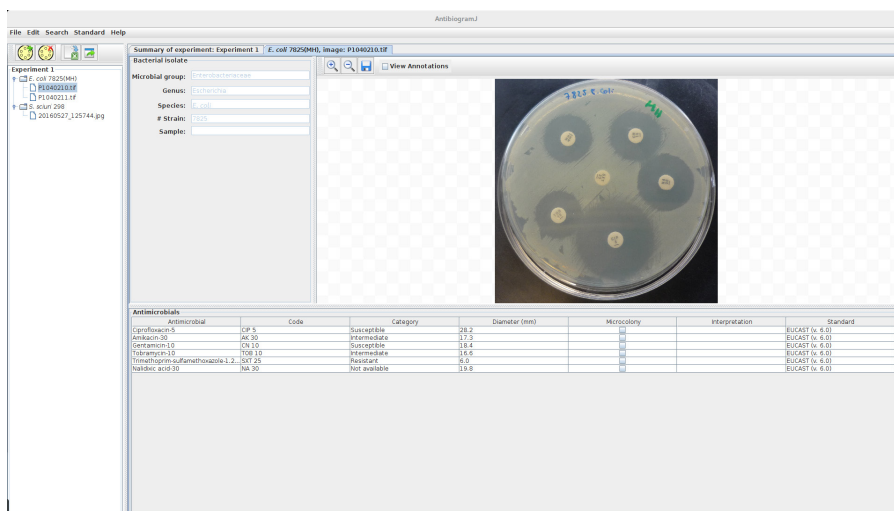 AntibiogramJ
File Edit Search Standard Help
Experiment 1
E. coli 7825(MH)
P1040210.tif
P1040211.tif
S. sciuri 298
20160527_125744.jpg
Summary of experiment: Experiment 1
E. coli 7825(MH), image: P1040210.tif
Bacterial isolate
Microbial group: Enterobacteriaceae
Genus: Escherichia
Species: E. coli
# Strain: 7825
Sample:
View Annotations
MH
Antimicrobials
Antimicrobial Code Category Diameter (mm) Microcolony Interpretation Standard
Ciprofloxacin-5 CIP 5 Susceptible 28.2 EUCAST (v. 6.0)
Amikacin-30 AK 30 Intermediate 17.3 EUCAST (v. 6.0)
Gentamicin-10 CN 10 Susceptible 18.4 EUCAST (v. 6.0)
Tobramycin-10 TOB 10 Intermediate 16.6 EUCAST (v. 6.0)
Trimethoprim-sulfamethoxazole-1.2... SXT 25 Resistant 6.0 EUCAST (v. 6.0)
Nalidixic acid-30 NA 30 Not available 19.8 EUCAST (v. 6.0)